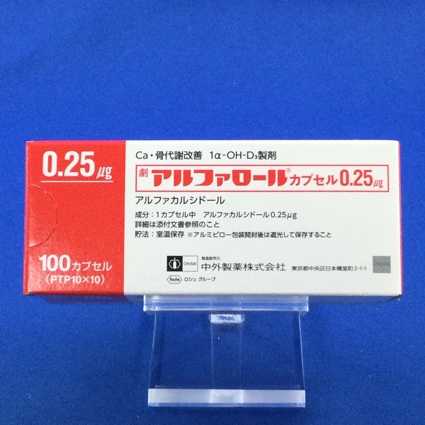 0.25μg
Ca・骨代謝改善 1α-OH-D₃製剤
劇 アルファロール®カプセル0.25μg
アルファカルシドール
成分：1カプセル中 アルファカルシドール0.25μg
詳細は添付文書参照のこと
貯法：室温保存 ※アルミピロー包装開封後は遮光して保存すること
100カプセル
(PTP10×10)
CHUGAI
製造販売元
中外製薬株式会社 東京都中央区日本橋室町2-1-1
Roche ロシュ グループ